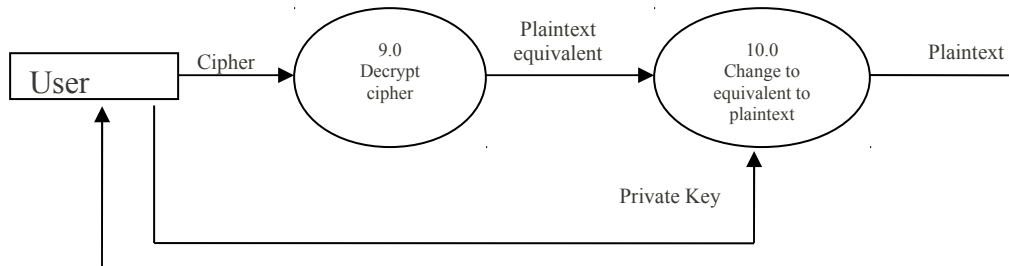 User
Cipher
9.0
Decrypt
cipher
Plaintext
equivalent
10.0
Change to
equivalent to
plaintext
Plaintext
Private Key